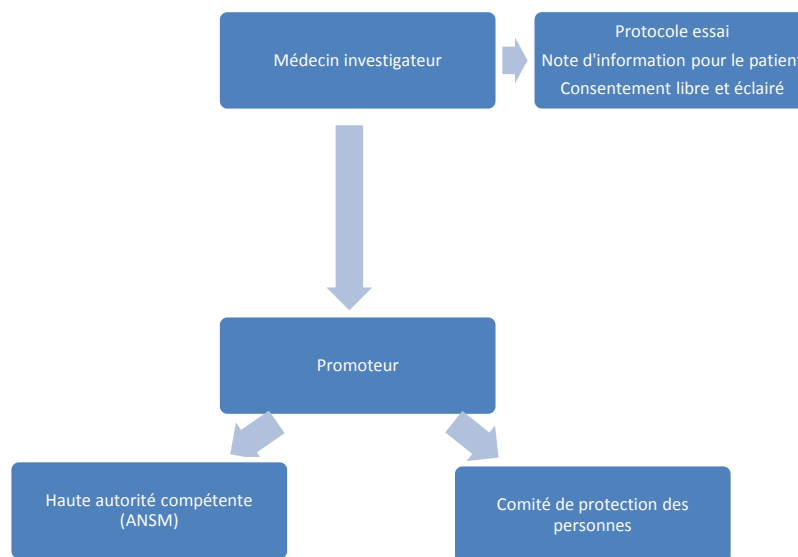 Médecin investigateur
Protocole essai
Note d'information pour le patient
Consentement libre et éclairé
Promoteur
Haute autorité compétente
(ANSM)
Comité de protection des
personnes